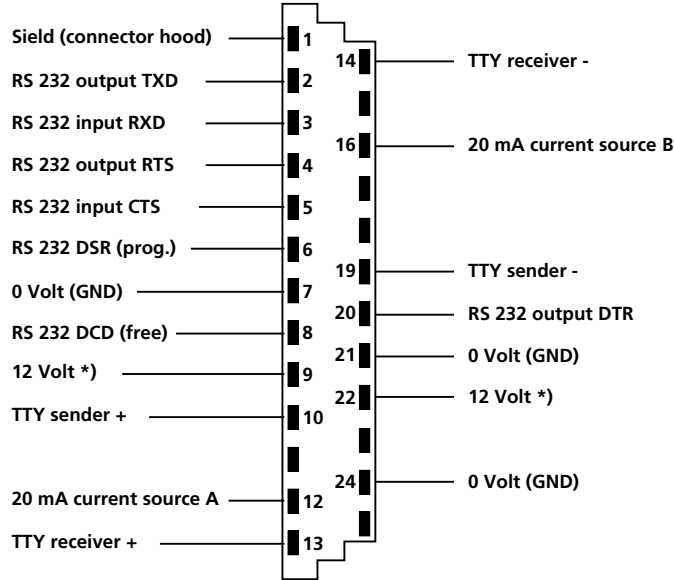 Sield (connector hood) 1
RS 232 output TXD 2
RS 232 input RXD 3
RS 232 output RTS 4
RS 232 input CTS 5
RS 232 DSR (prog.) 6
0 Volt (GND) 7
RS 232 DCD (free) 8
12 Volt *) 9
TTY sender + 10
20 mA current source A 12
TTY receiver + 13
14 TTY receiver -
16 20 mA current source B
19 TTY sender -
20 RS 232 output DTR
21 0 Volt (GND)
22 12 Volt *)
24 0 Volt (GND)